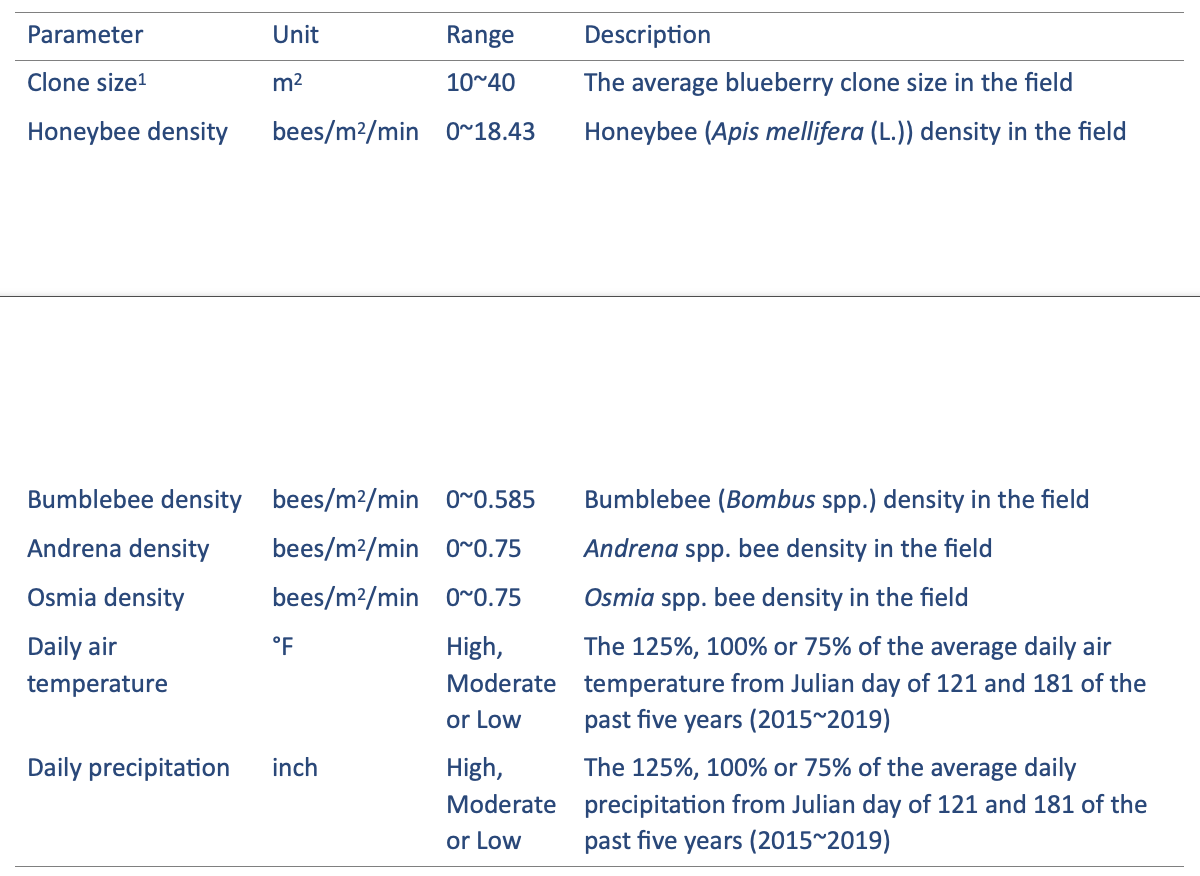 Parameter Unit Range Description
Clone size¹ m² 10~40 The average blueberry clone size in the field
Honeybee density bees/m²/min 0~18.43 Honeybee (Apis mellifera (L.)) density in the field
Bumblebee density bees/m²/min 0~0.585 Bumblebee (Bombus spp.) density in the field
Andrena density bees/m²/min 0~0.75 Andrena spp. bee density in the field
Osmia density bees/m²/min 0~0.75 Osmia spp. bee density in the field
Daily air °F High, The 125%, 100% or 75% of the average daily air
temperature Moderate temperature from Julian day of 121 and 181 of the
or Low past five years (2015~2019)
Daily precipitation inch High, The 125%, 100% or 75% of the average daily
Moderate precipitation from Julian day of 121 and 181 of the
or Low past five years (2015~2019)